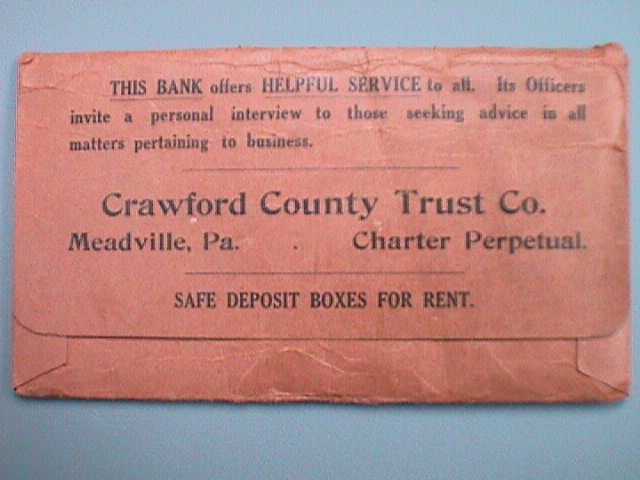 THIS BANK offers HELPFUL SERVICE to all. Its Officers
invite a personal interview to those seeking advice in all
matters pertaining to business.
Crawford County Trust Co.
Meadville, Pa. . Charter Perpetual.
SAFE DEPOSIT BOXES FOR RENT.